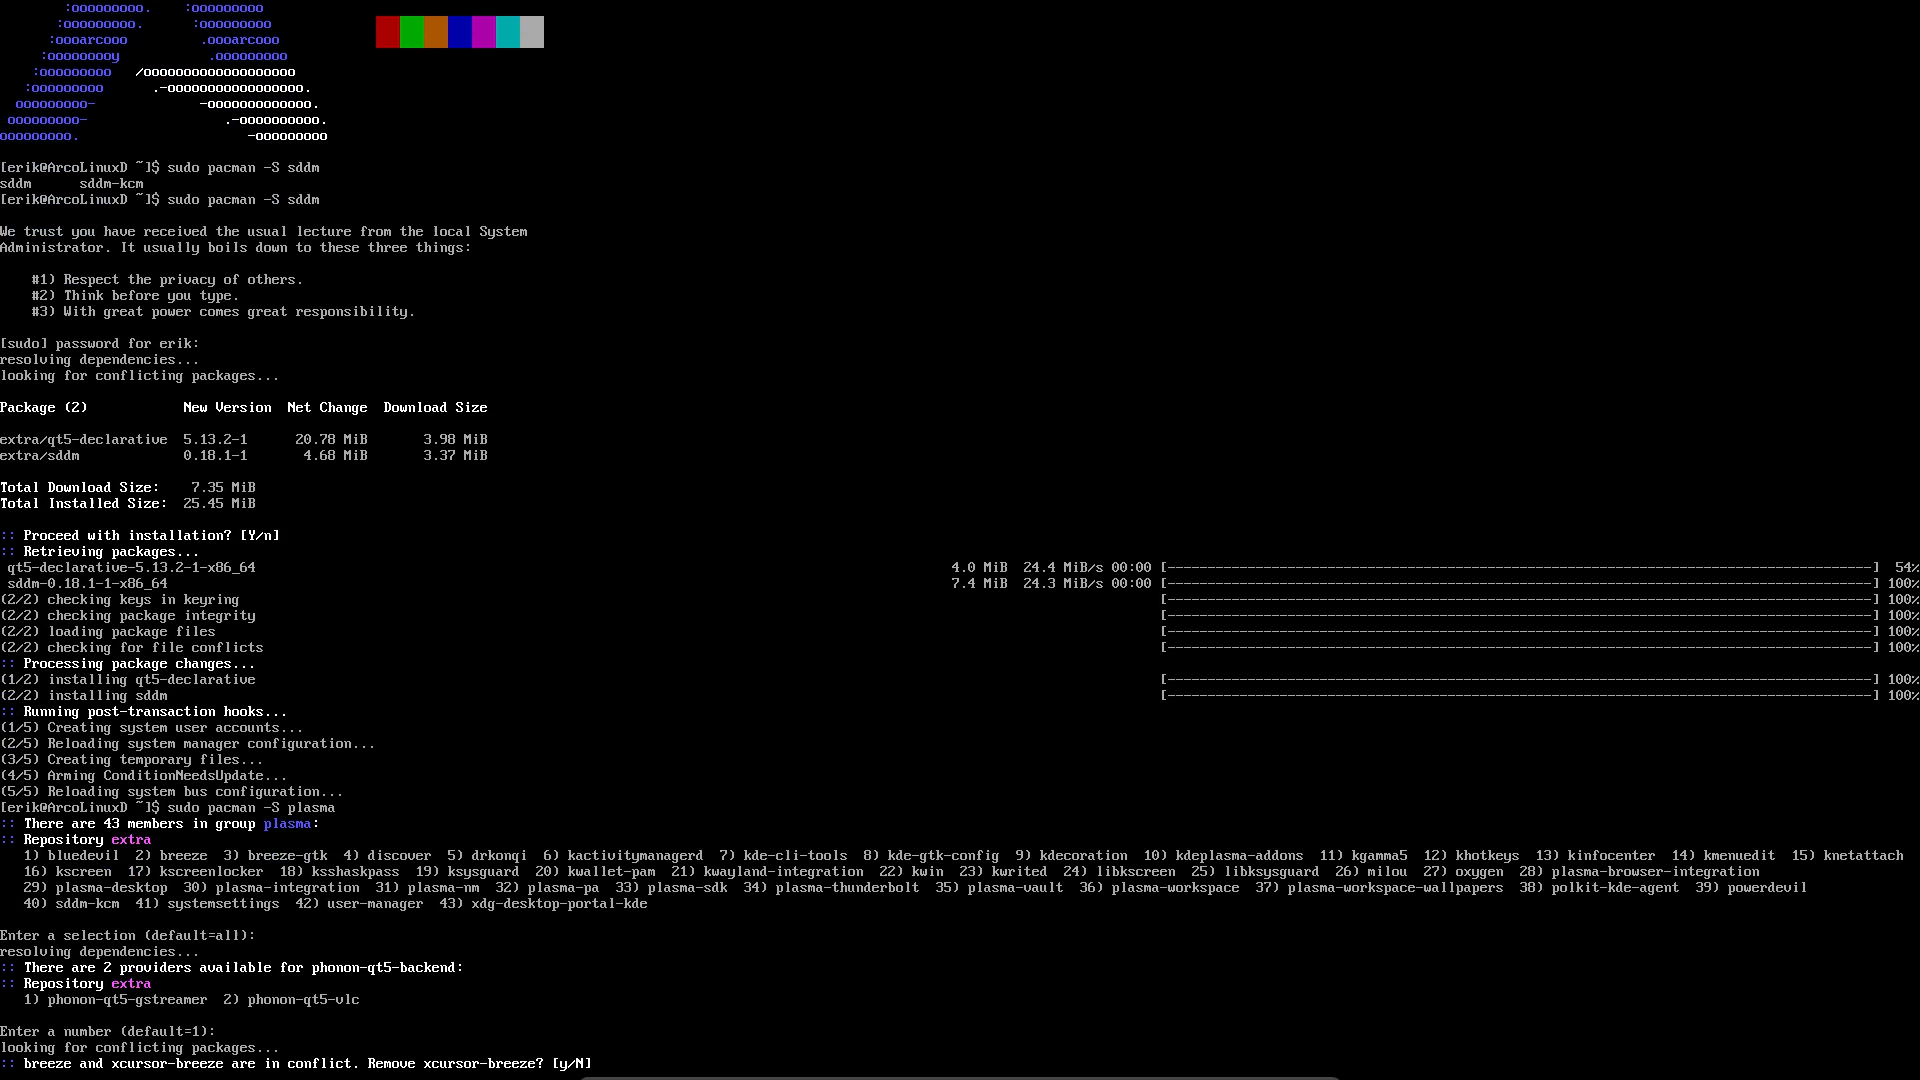 :ooooooooo.    :ooooooooo
:ooooooooo.      :ooooooooo
:oooarcooo         .oooarcooo
:ooooooooy           .ooooooooo
:ooooooooo   /ooooooooooooooooooo
:ooooooooo      .-ooooooooooooooooo.
ooooooooo-             -ooooooooooooo.
ooooooooo-                 .-oooooooooo.
ooooooooo.                     -ooooooooo
[erik@ArcoLinuxD ~]$ sudo pacman -S sddm
sddm      sddm-kcm
[erik@ArcoLinuxD ~]$ sudo pacman -S sddm
We trust you have received the usual lecture from the local System
Administrator. It usually boils down to these three things:
#1) Respect the privacy of others.
#2) Think before you type.
#3) With great power comes great responsibility.
[sudo] password for erik:
resolving dependencies...
looking for conflicting packages...
Package (2)            New Version  Net Change  Download Size
extra/qt5-declarative  5.13.2-1      20.78 MiB       3.98 MiB
extra/sddm             0.18.1-1       4.68 MiB       3.37 MiB
Total Download Size:    7.35 MiB
Total Installed Size:  25.45 MiB
:: Proceed with installation? [Y/n]
:: Retrieving packages...
qt5-declarative-5.13.2-1-x86_64    4.0 MiB  24.4 MiB/s 00:00 [----------------------------------------] 54%
sddm-0.18.1-1-x86_64    7.4 MiB  24.3 MiB/s 00:00 [----------------------------------------] 100%
(2/2) checking keys in keyring    [----------------------------------------] 100%
(2/2) checking package integrity    [----------------------------------------] 100%
(2/2) loading package files    [----------------------------------------] 100%
(2/2) checking for file conflicts    [----------------------------------------] 100%
:: Processing package changes...
(1/2) installing qt5-declarative    [----------------------------------------] 100%
(2/2) installing sddm    [----------------------------------------] 100%
:: Running post-transaction hooks...
(1/5) Creating system user accounts...
(2/5) Reloading system manager configuration...
(3/5) Creating temporary files...
(4/5) Arming ConditionNeedsUpdate...
(5/5) Reloading system bus configuration...
[erik@ArcoLinuxD ~]$ sudo pacman -S plasma
:: There are 43 members in group plasma:
:: Repository extra
1) bluedevil  2) breeze  3) breeze-gtk  4) discover  5) drkonqi  6) kactivitymanagerd  7) kde-cli-tools  8) kde-gtk-config  9) kdecoration  10) kdeplasma-addons  11) kgamma5  12) khotkeys  13) kinfocenter  14) kmenuedit  15) knetattach
16) kscreen  17) kscreenlocker  18) ksshaskpass  19) ksysguard  20) kwallet-pam  21) kwayland-integration  22) kwin  23) kwrited  24) libkscreen  25) libksysguard  26) milou  27) oxygen  28) plasma-browser-integration
29) plasma-desktop  30) plasma-integration  31) plasma-nm  32) plasma-pa  33) plasma-sdk  34) plasma-thunderbolt  35) plasma-vault  36) plasma-workspace  37) plasma-workspace-wallpapers  38) polkit-kde-agent  39) powerdevil
40) sddm-kcm  41) systemsettings  42) user-manager  43) xdg-desktop-portal-kde
Enter a selection (default=all):
resolving dependencies...
:: There are 2 providers available for phonon-qt5-backend:
:: Repository extra
1) phonon-qt5-gstreamer  2) phonon-qt5-vlc
Enter a number (default=1):
looking for conflicting packages...
:: breeze and xcursor-breeze are in conflict. Remove xcursor-breeze? [y/N]